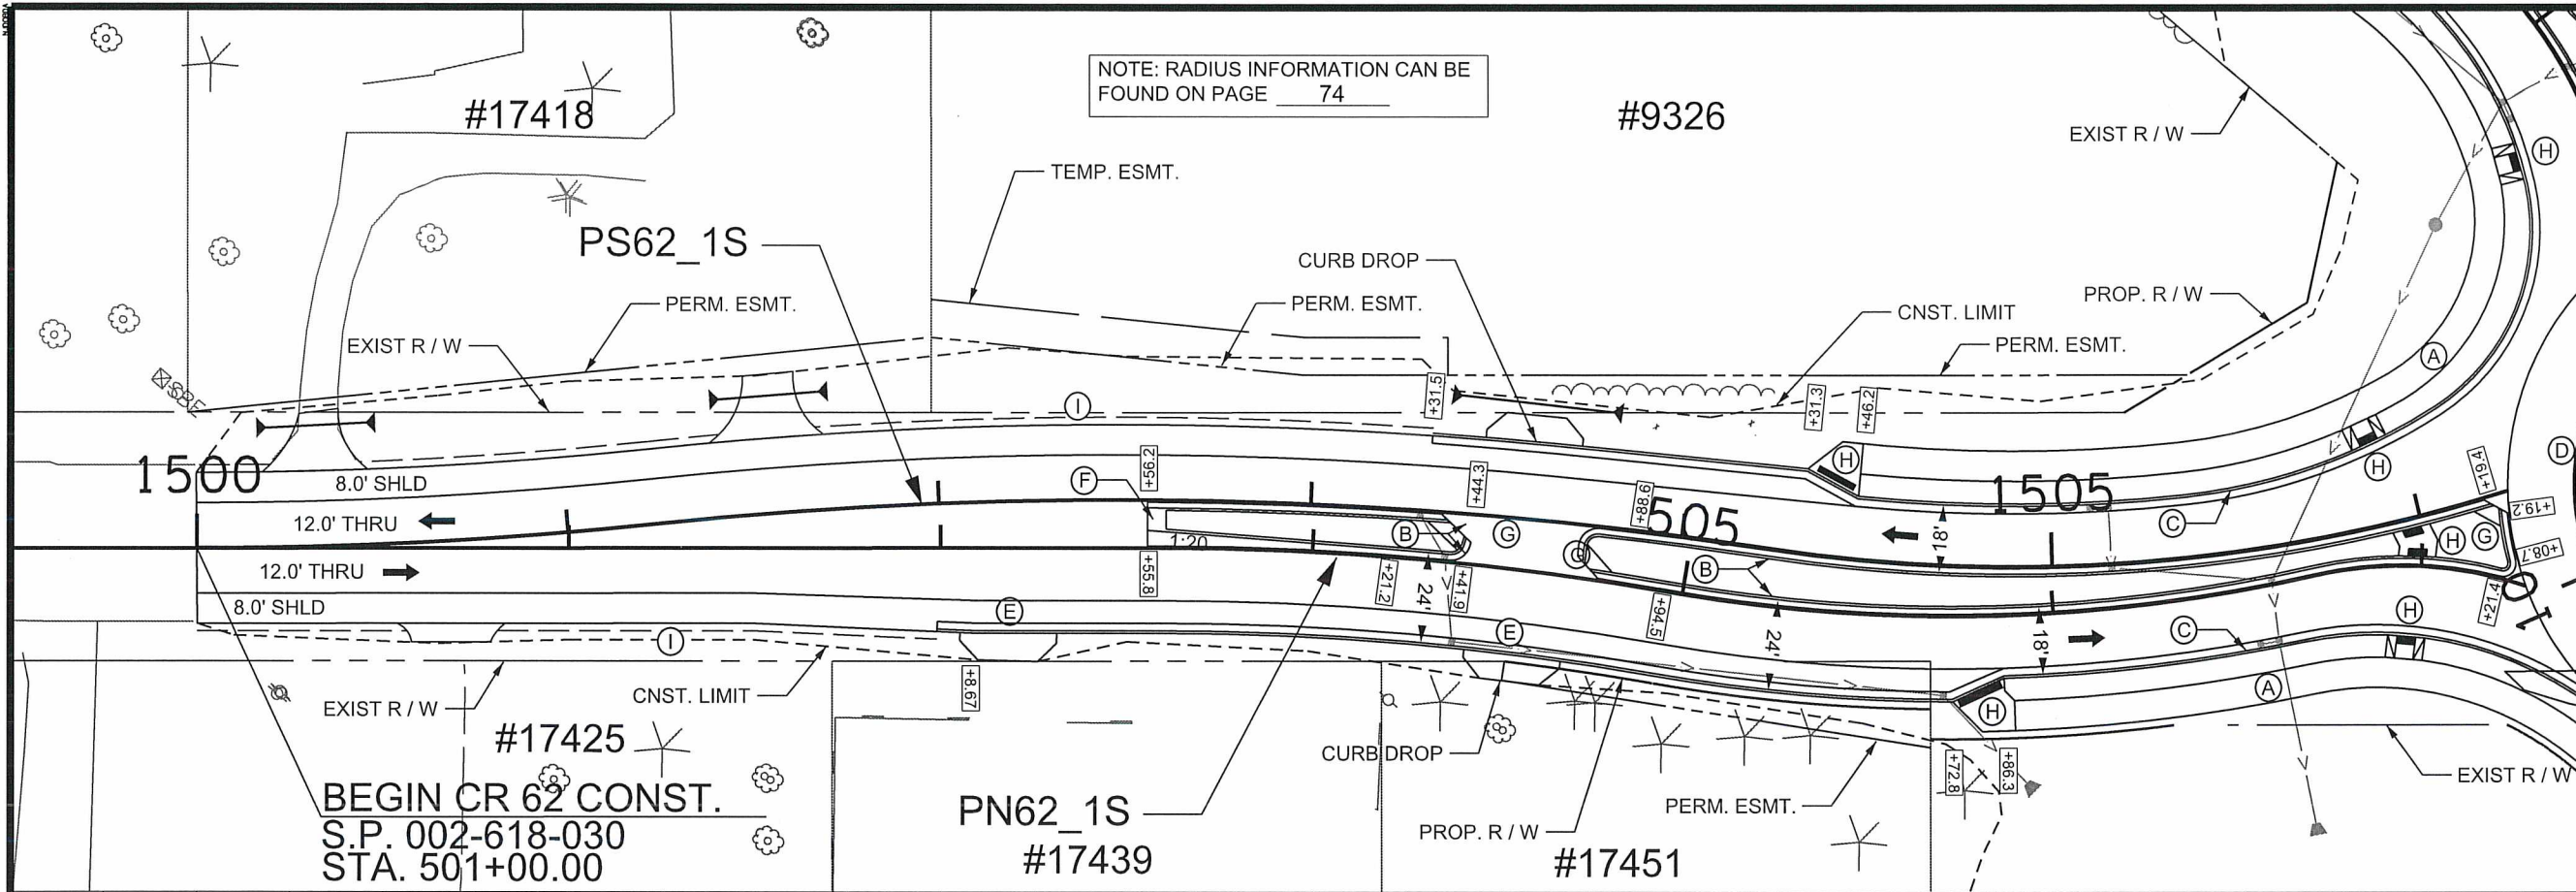 NOTE: RADIUS INFORMATION CAN BE
FOUND ON PAGE 74
#17418
#9326
EXIST R / W
H
TEMP. ESMT.
PS62_1S
CURB DROP
PERM. ESMT.
PERM. ESMT.
PROP. R / W
CNST. LIMIT
EXIST R / W
PERM. ESMT.
A
SBE
+31.5
+31.3
+46.2
I
1500
8.0' SHLD
F
+56.2
+44.3
+88.6
H
1505
H
+19.4
D
12.0' THRU
B
G
505
18'
C
+19.2
1:20
G
B
H
G
+08.7
12.0' THRU
+55.8
+21.2
24'
+41.9
+94.5
+21.4
8.0' SHLD
E
E
24'
18'
C
H
I
+8.67
A
EXIST R / W
CNST. LIMIT
H
#17425
CURB DROP
+72.8
+86.3
EXIST R / W
BEGIN CR 62 CONST.
S.P. 002-618-030
STA. 501+00.00
PN62_1S
#17439
PROP. R / W
PERM. ESMT.
#17451